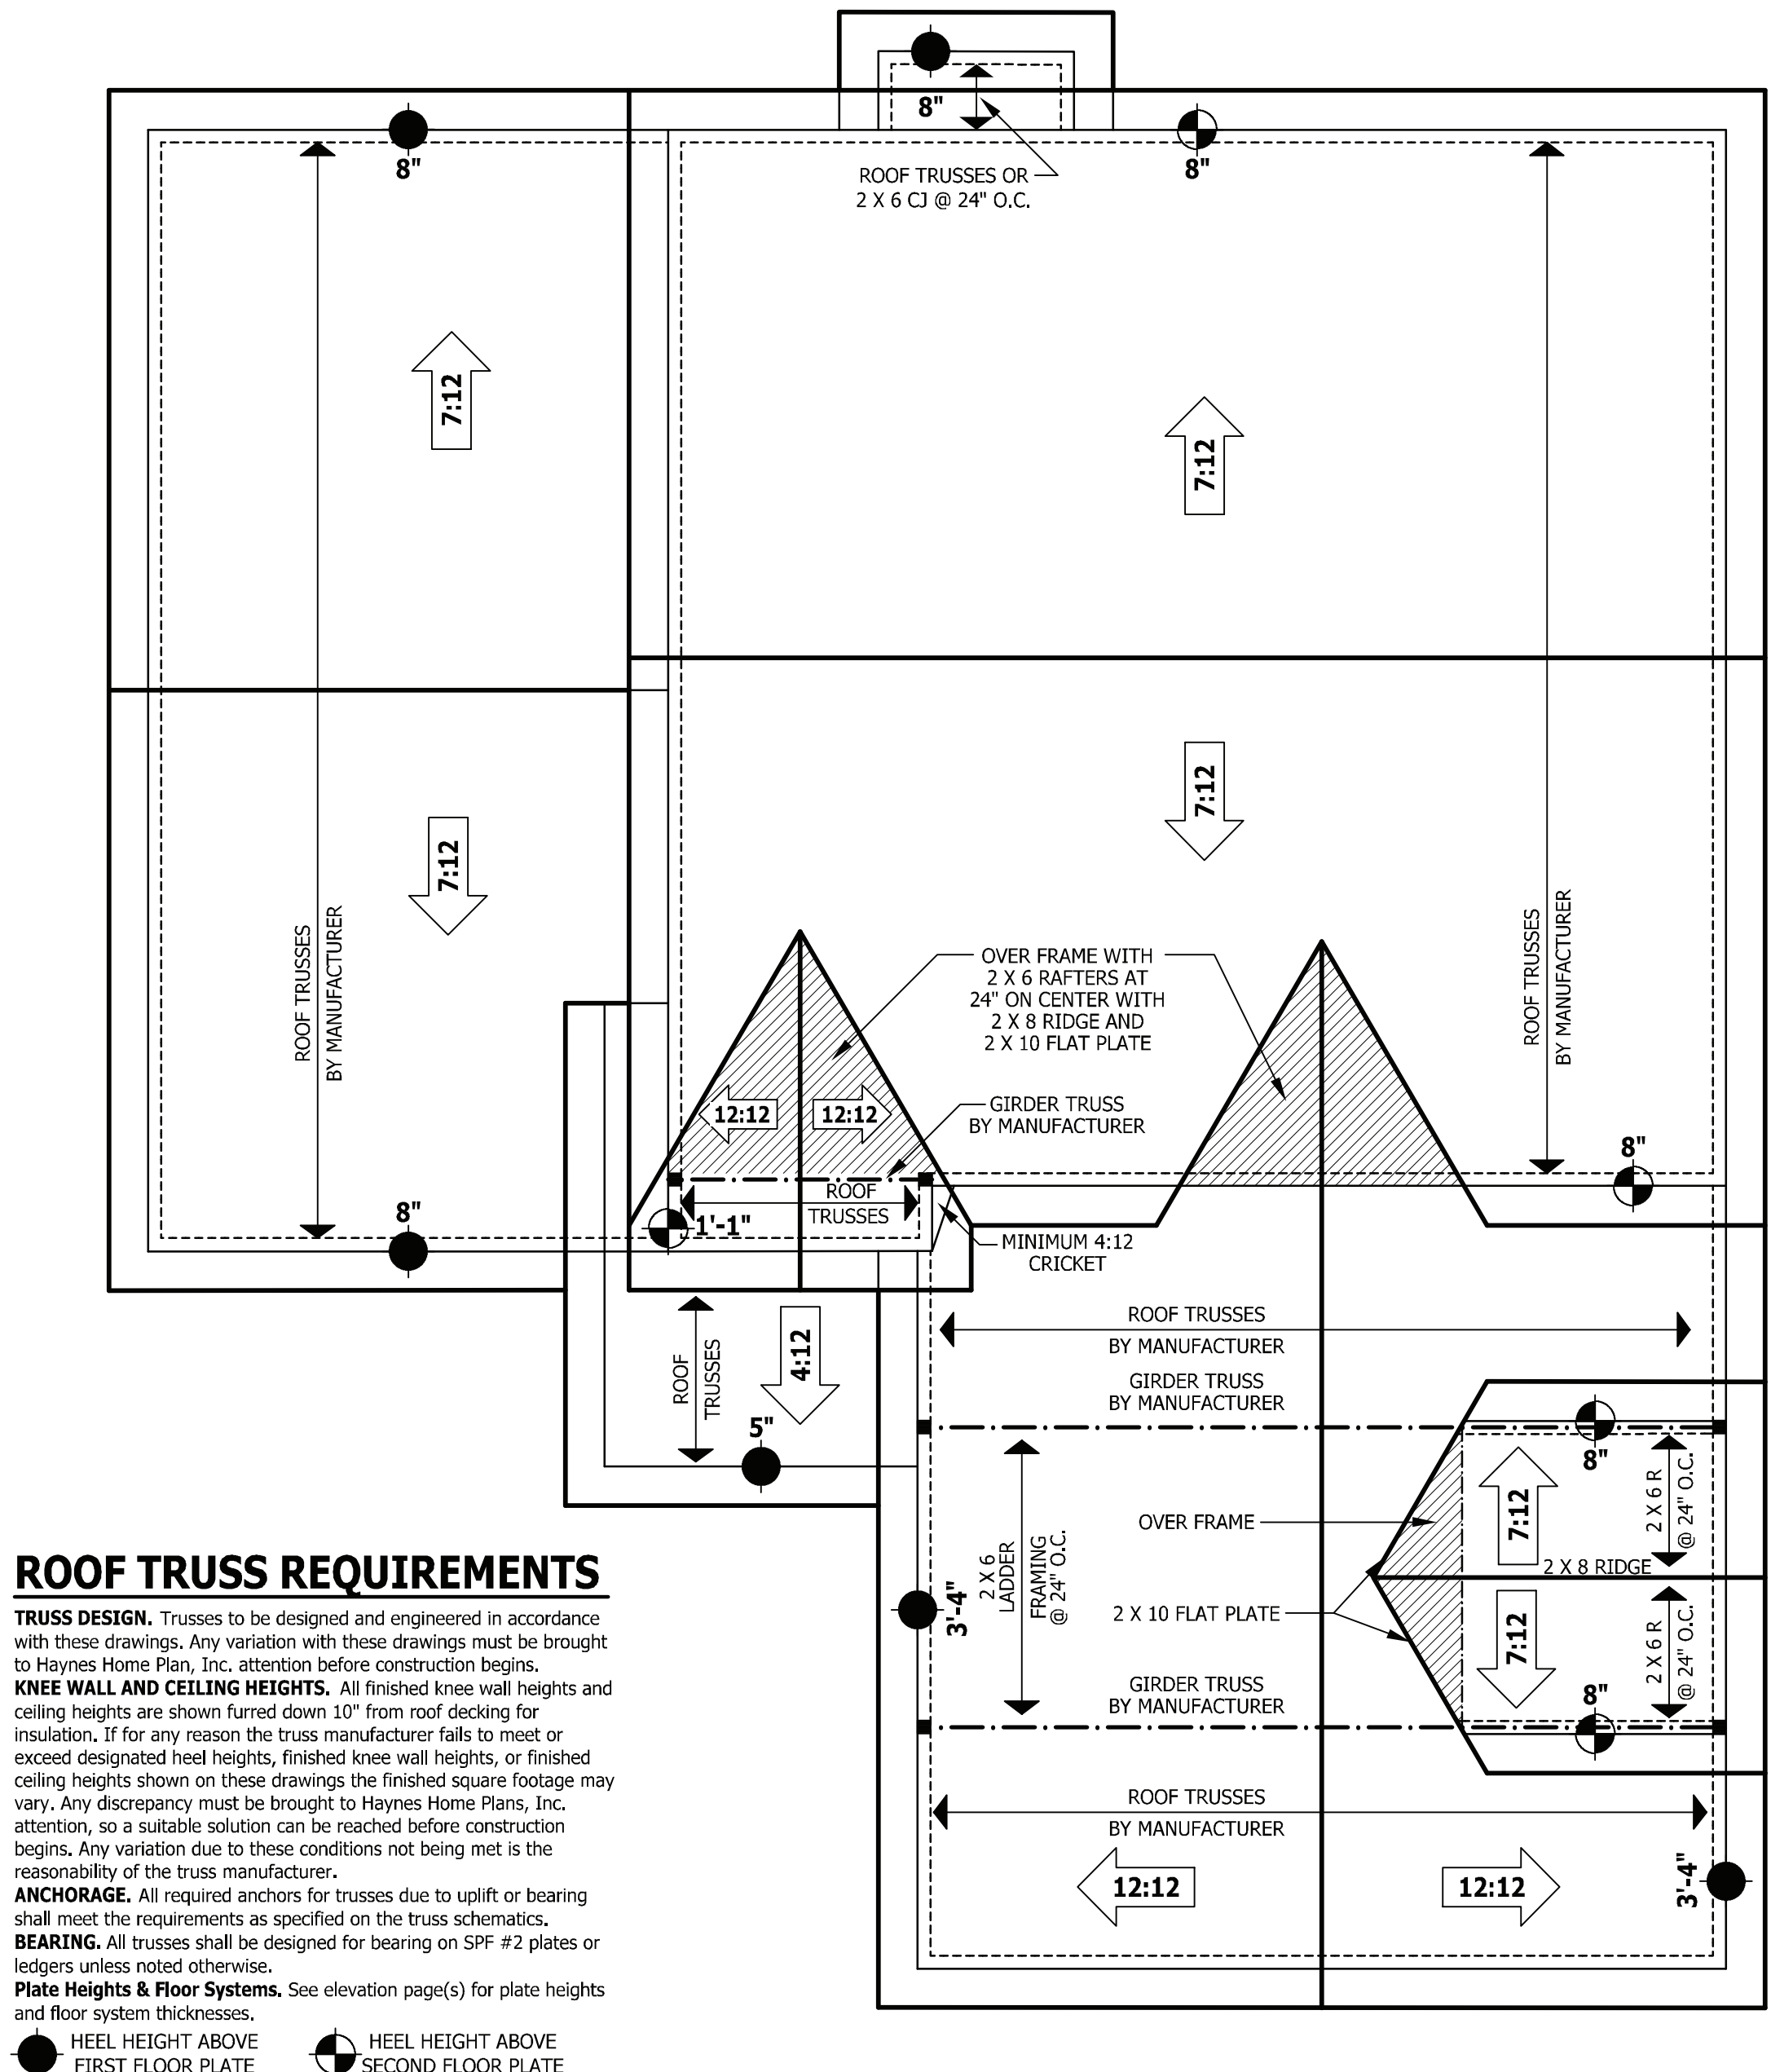 8"
8"
8"
ROOF TRUSSES OR
2 X 6 CJ @ 24" O.C.
7:12
7:12
7:12
7:12
ROOF TRUSSES
BY MANUFACTURER
ROOF TRUSSES
BY MANUFACTURER
OVER FRAME WITH
2 X 6 RAFTERS AT
24" ON CENTER WITH
2 X 8 RIDGE AND
2 X 10 FLAT PLATE
12:12
12:12
GIRDER TRUSS
BY MANUFACTURER
8"
ROOF
TRUSSES
8"
1'-1"
MINIMUM 4:12
CRICKET
ROOF TRUSSES
BY MANUFACTURER
4:12
ROOF
TRUSSES
GIRDER TRUSS
BY MANUFACTURER
5"
8"
2 X 6 R
@ 24" O.C.
7:12
OVER FRAME
2 X 8 RIDGE
2 X 6
LADDER
FRAMING
@ 24" O.C.
3'-4"
2 X 10 FLAT PLATE
7:12
2 X 6 R
@ 24" O.C.
8"
GIRDER TRUSS
BY MANUFACTURER
ROOF TRUSSES
BY MANUFACTURER
12:12
12:12
3'-4"
ROOF TRUSS REQUIREMENTS
TRUSS DESIGN. Trusses to be designed and engineered in accordance
with these drawings. Any variation with these drawings must be brought
to Haynes Home Plan, Inc. attention before construction begins.
KNEE WALL AND CEILING HEIGHTS. All finished knee wall heights and
ceiling heights are shown furred down 10" from roof decking for
insulation. If for any reason the truss manufacturer fails to meet or
exceed designated heel heights, finished knee wall heights, or finished
ceiling heights shown on these drawings the finished square footage may
vary. Any discrepancy must be brought to Haynes Home Plans, Inc.
attention, so a suitable solution can be reached before construction
begins. Any variation due to these conditions not being met is the
reasonability of the truss manufacturer.
ANCHORAGE. All required anchors for trusses due to uplift or bearing
shall meet the requirements as specified on the truss schematics.
BEARING. All trusses shall be designed for bearing on SPF #2 plates or
ledgers unless noted otherwise.
Plate Heights & Floor Systems. See elevation page(s) for plate heights
and floor system thicknesses.
HEEL HEIGHT ABOVE
FIRST FLOOR PLATE
HEEL HEIGHT ABOVE
SECOND FLOOR PLATE